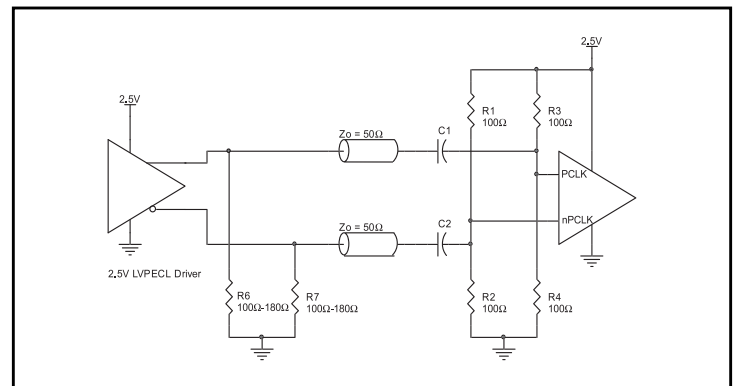 2.5V
2.5V
R1
100Ω
R3
100Ω
Zo = 50Ω
C1
PCLK
Zo = 50Ω
C2
nPCLK
2.5V LVPECL Driver
R6
100Ω-180Ω
R7
100Ω-180Ω
R2
100Ω
R4
100Ω